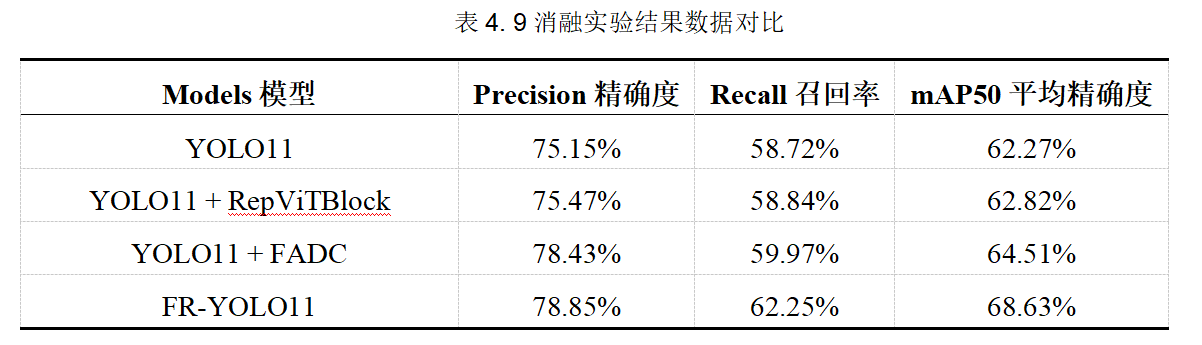 表 4. 9 消融实验结果数据对比
Models 模型 Precision 精确度 Recall 召回率 mAP50 平均精确度
YOLO11 75.15% 58.72% 62.27%
YOLO11 + RepViTBlock 75.47% 58.84% 62.82%
YOLO11 + FADC 78.43% 59.97% 64.51%
FR-YOLO11 78.85% 62.25% 68.63%